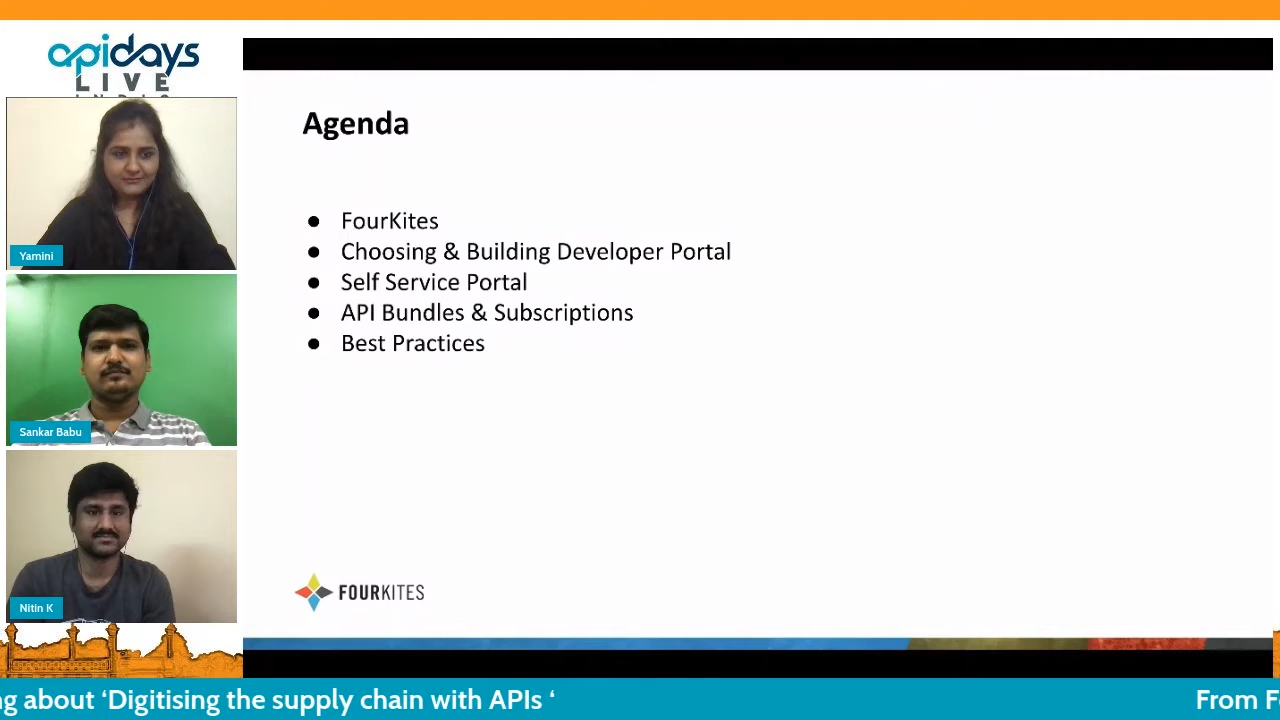 apidays
LIVE
Yamini
Sankar Babu
Nitin K
Agenda
● FourKites
● Choosing & Building Developer Portal
● Self Service Portal
● API Bundles & Subscriptions
● Best Practices
FOURKITES
ng about ‘Digitising the supply chain with APIs ‘
From F